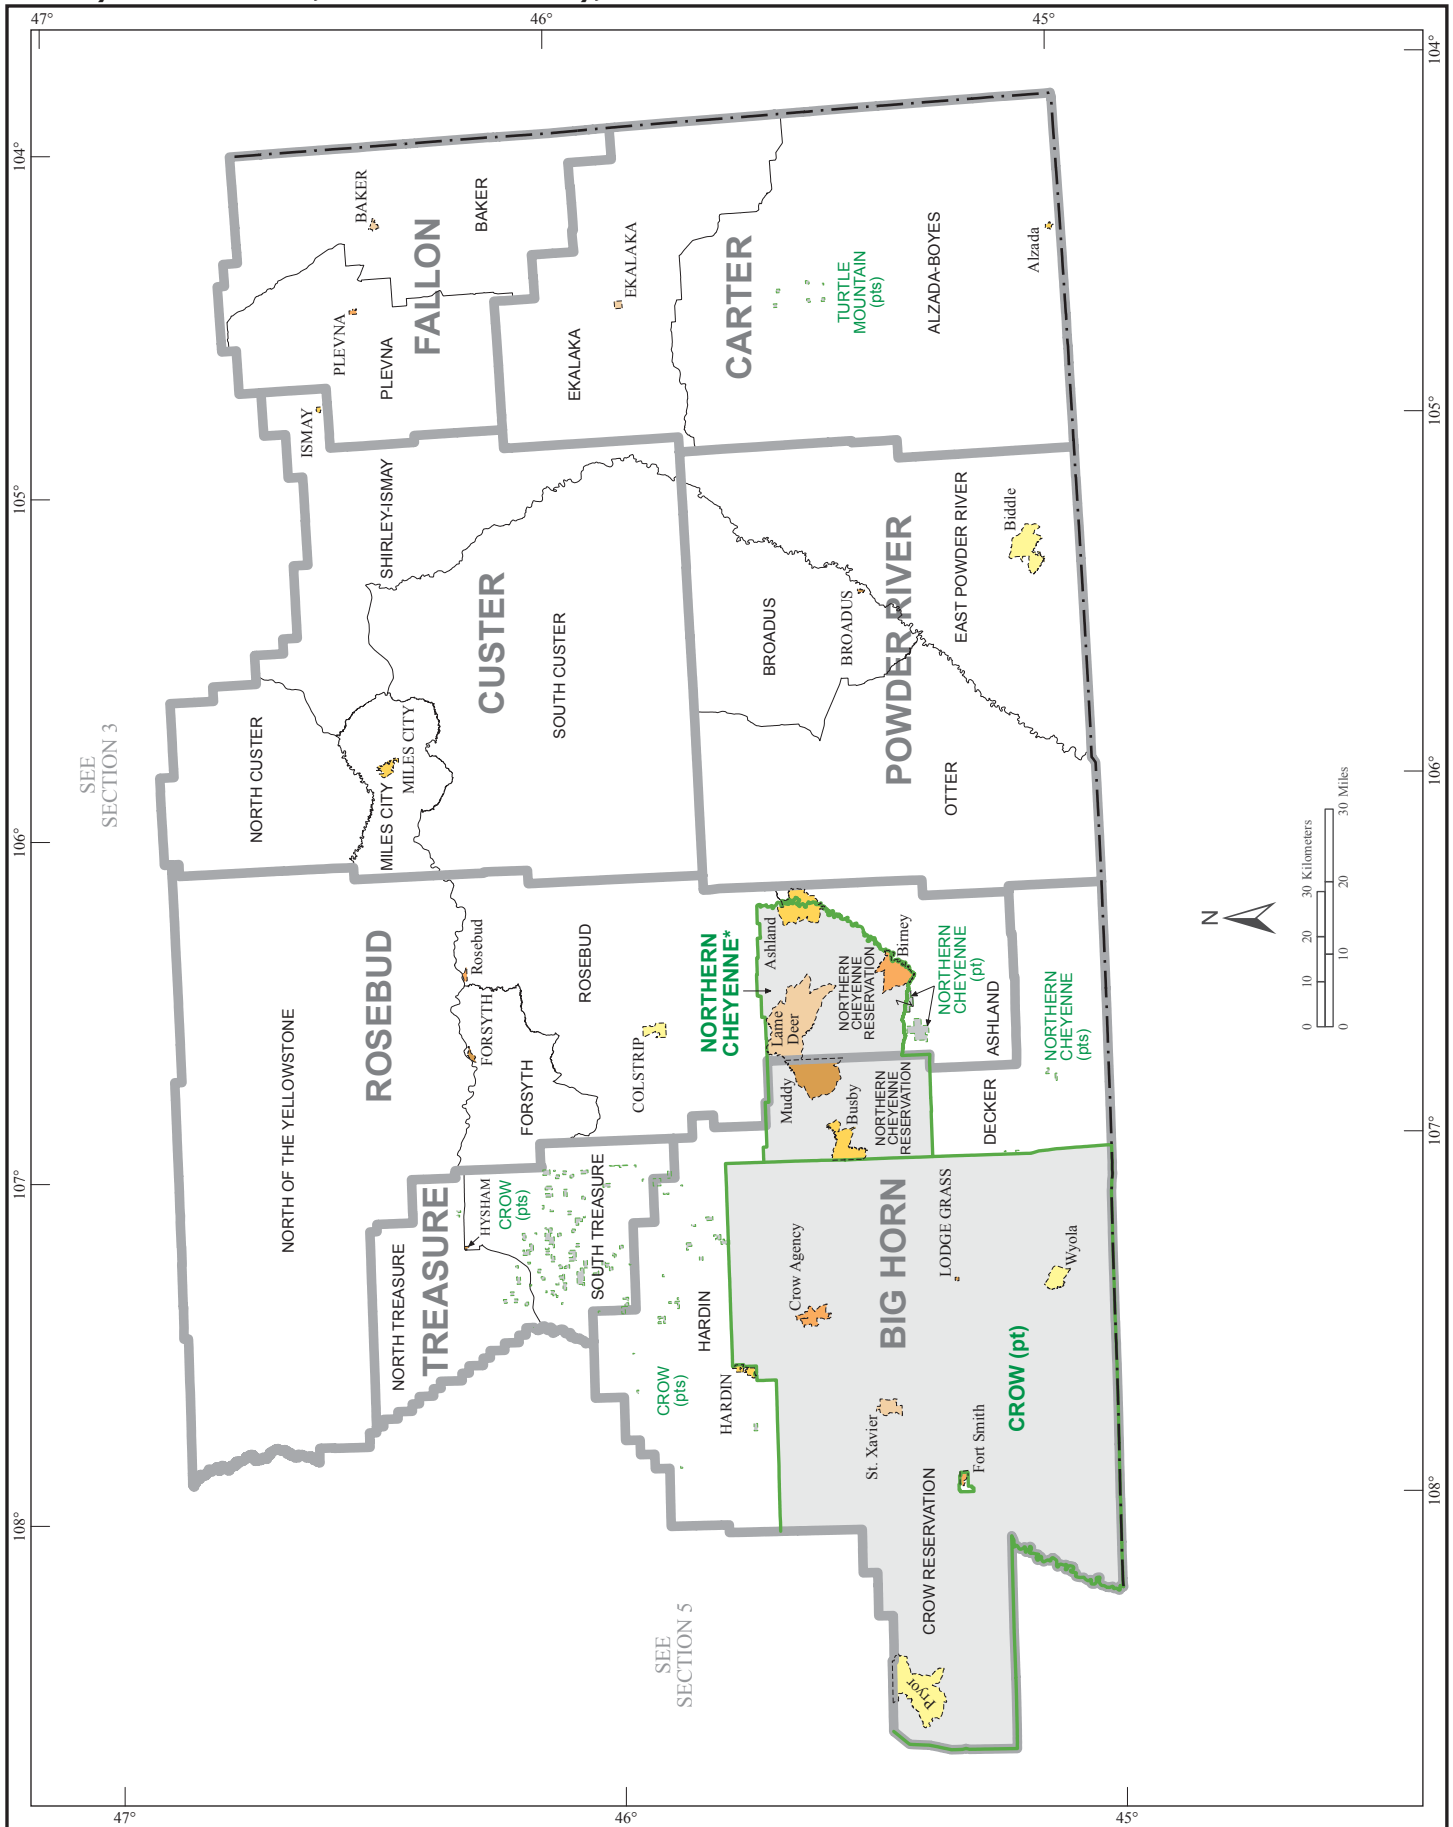 47°
46°
45°
104°
104°
105°
105°
106°
106°
107°
107°
108°
108°
47°
46°
45°
SEE
SECTION 3
SEE
SECTION 5
FALLON
BAKER
BAKER
PLEVNA
PLEVNA
ISMAY
CARTER
EKALAKA
EKALAKA
TURTLE
MOUNTAIN
(pts)
ALZADA-BOYES
Alzada
CUSTER
SHIRLEY-ISMAY
SOUTH CUSTER
NORTH CUSTER
MILES CITY
MILES CITY
POWDER RIVER
BROADUS
BROADUS
EAST POWDER RIVER
Biddle
OTTER
ROSEBUD
NORTH OF THE YELLOWSTONE
Rosebud
FORSYTH
FORSYTH
ROSEBUD
COLSTRIP
NORTHERN
CHEYENNE*
Ashland
Lame
Deer
NORTHERN
CHEYENNE
RESERVATION
Birney
NORTHERN
CHEYENNE
(pt)
ASHLAND
Muddy
Busby
NORTHERN
CHEYENNE
RESERVATION
DECKER
NORTHERN
CHEYENNE
(pts)
TREASURE
NORTH TREASURE
HYSHAM
CROW
(pts)
SOUTH TREASURE
BIG HORN
HARDIN
HARDIN
CROW
(pts)
Crow Agency
LODGE GRASS
Wyola
St. Xavier
Fort Smith
CROW (pt)
CROW RESERVATION
Pryor
N
0 10 20 30 Kilometers
0 10 20 30 Miles